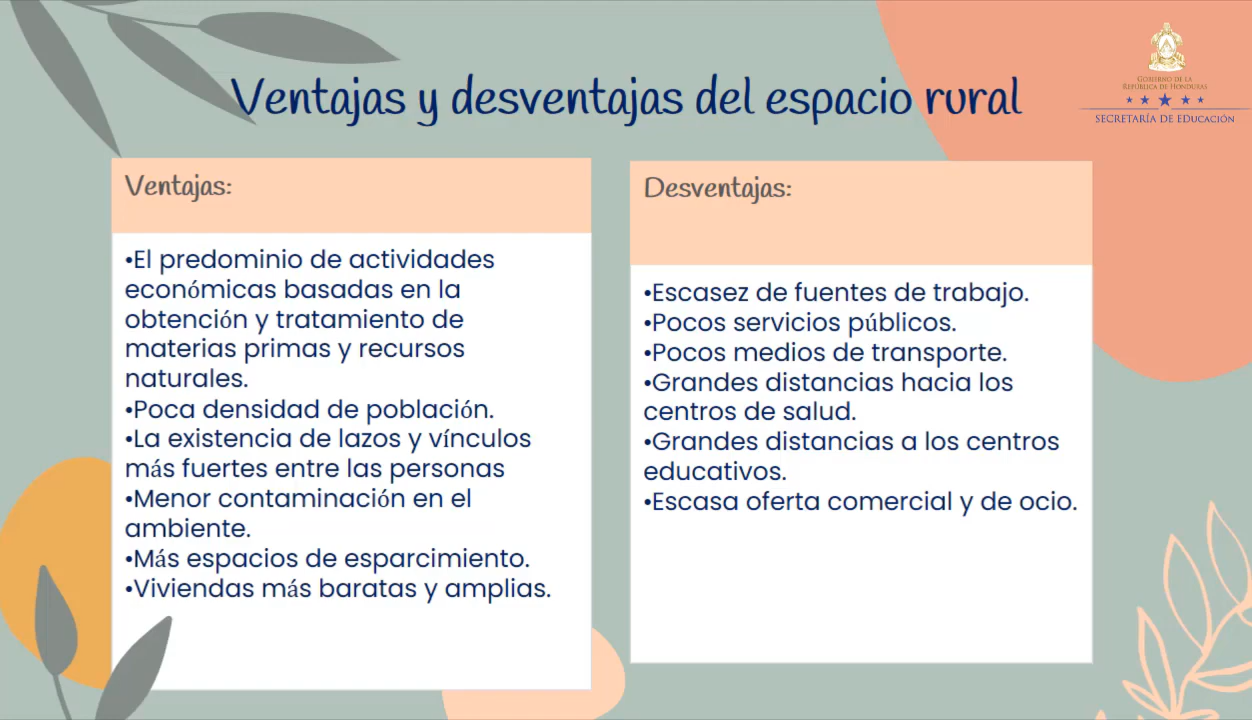 Ventajas y desventajas del espacio rural
GOBIERNO DE LA
REPÚBLICA DE HONDURAS
SECRETARÍA DE EDUCACIÓN
Ventajas:
•El predominio de actividades
económicas basadas en la
obtención y tratamiento de
materias primas y recursos
naturales.
•Poca densidad de población.
•La existencia de lazos y vínculos
más fuertes entre las personas
•Menor contaminación en el
ambiente.
•Más espacios de esparcimiento.
•Viviendas más baratas y amplias.
Desventajas:
•Escasez de fuentes de trabajo.
•Pocos servicios públicos.
•Pocos medios de transporte.
•Grandes distancias hacia los
centros de salud.
•Grandes distancias a los centros
educativos.
•Escasa oferta comercial y de ocio.